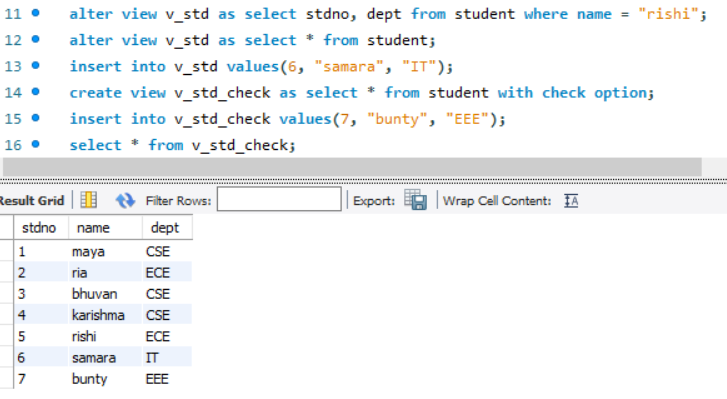 11 alter view v_std as select stdno, dept from student where name = "rishi";
12 alter view v_std as select * from student;
13 insert into v_std values(6, "samara", "IT");
14 create view v_std_check as select * from student with check option;
15 insert into v_std_check values(7, "bunty", "EEE");
16 select * from v_std_check;
Result Grid Filter Rows: Export: Wrap Cell Content: IA
stdno name dept
1 maya CSE
2 ria ECE
3 bhuvan CSE
4 karishma CSE
5 rishi ECE
6 samara IT
7 bunty EEE